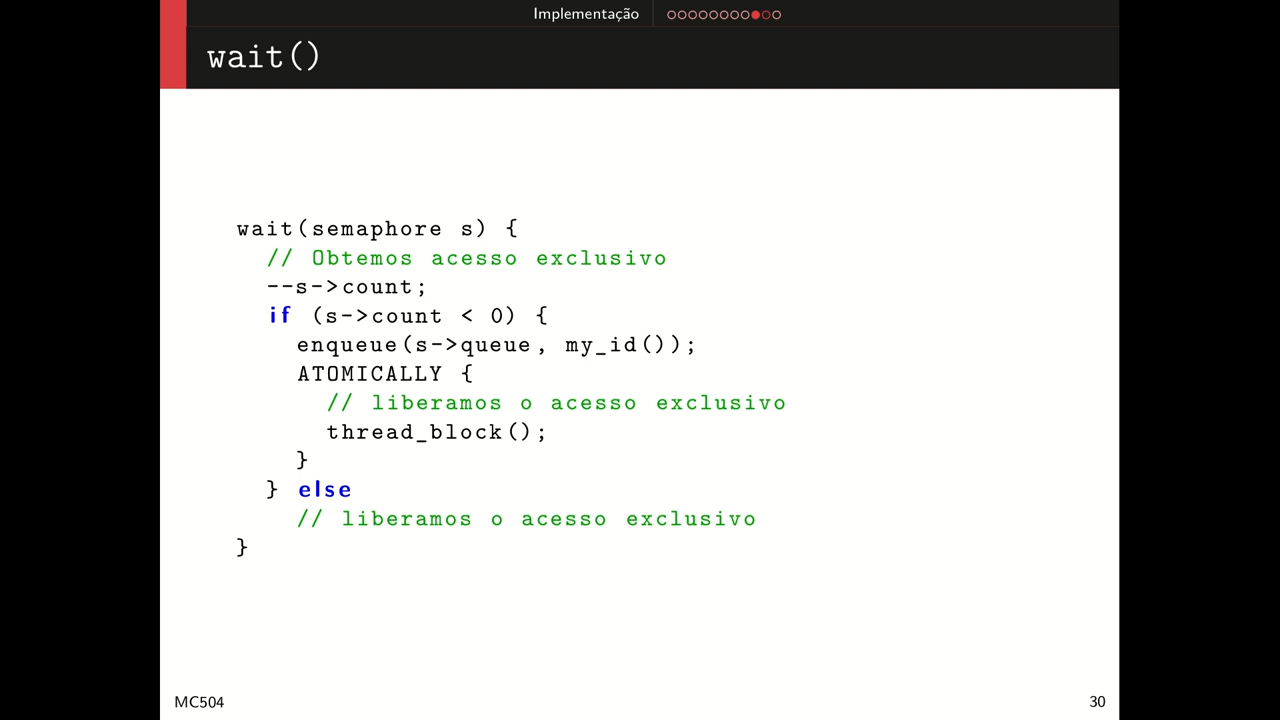 Implementação
wait()
wait(semaphore s) {
// Obtemos acesso exclusivo
--s->count;
if (s->count < 0) {
enqueue(s->queue, my_id());
ATOMICALLY {
// liberamos o acesso exclusivo
thread_block();
}
} else
// liberamos o acesso exclusivo
}
MC504
30